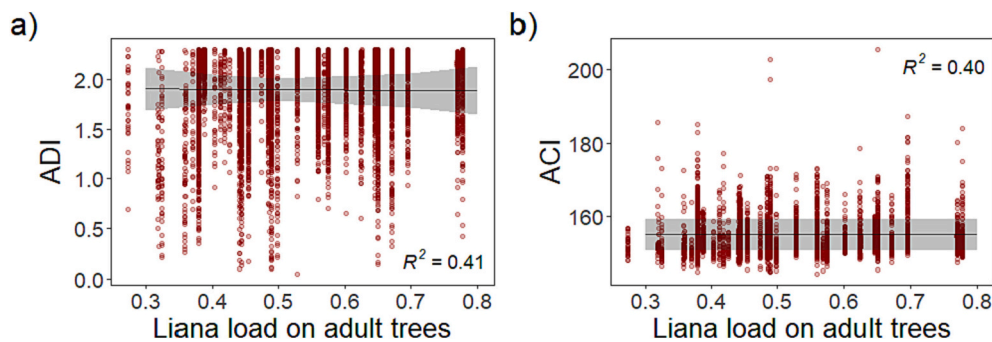 a)
ADI
2.0
1.5
1.0
0.5
0.0
R² = 0.41
0.3 0.4 0.5 0.6 0.7 0.8
Liana load on adult trees
b)
ACI
200
180
160
R² = 0.40
0.3 0.4 0.5 0.6 0.7 0.8
Liana load on adult trees